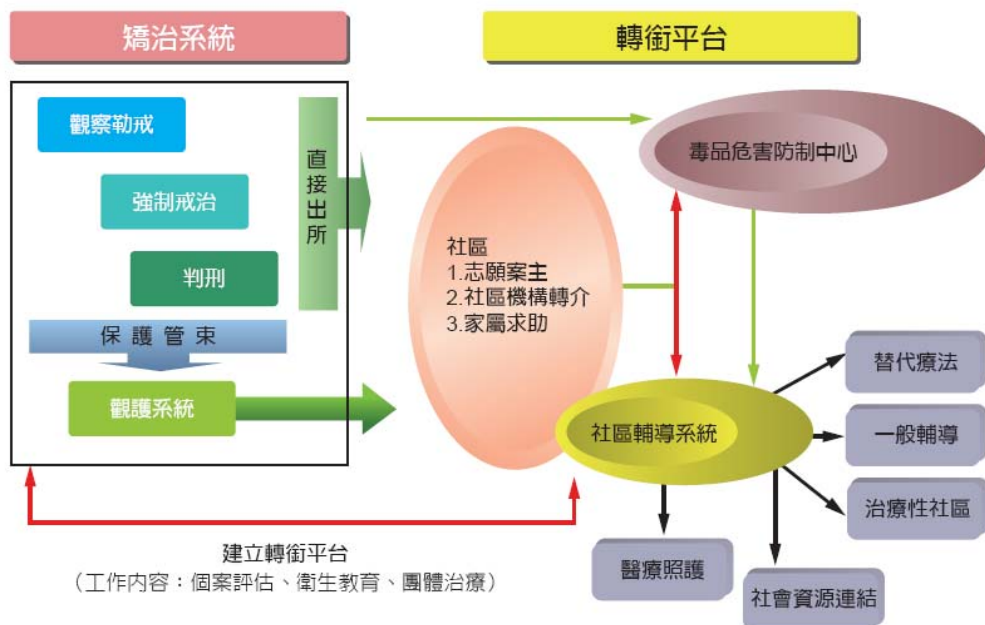 矯治系統
轉銜平台
觀察勒戒
強制戒治
判刑
直接出所
保護管束
觀護系統
社區
1.志願案主
2.社區機構轉介
3.家屬求助
毒品危害防制中心
社區輔導系統
替代療法
一般輔導
治療性社區
醫療照護
社會資源連結
建立轉銜平台
（工作內容：個案評估、衛生教育、團體治療）